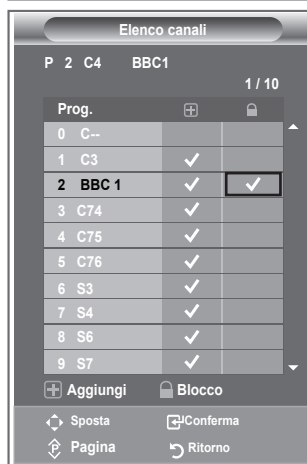 Elenco canali
P 2 C4 BBC1
1 / 10
Prog.
0 C--
1 C3
2 BBC 1
3 C74
4 C75
5 C76
6 S3
7 S4
8 S6
9 S7
Aggiungi Blocco
Sposta Conferma
Pagina Ritorno